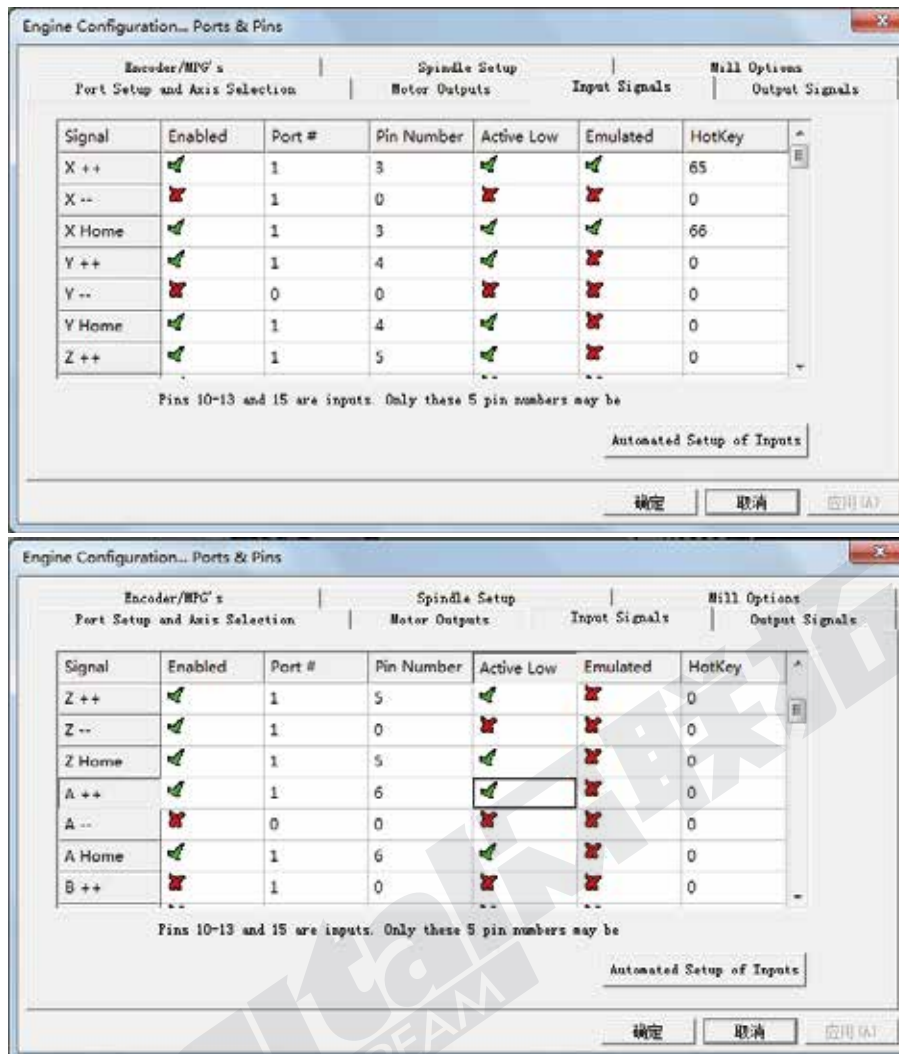 Engine Configuration... Ports & Pins
Encoder/MPG's Spindle Setup Mill Options
Port Setup and Axis Selection Motor Outputs Input Signals Output Signals
Signal Enabled Port # Pin Number Active Low Emulated HotKey
X ++ 1 3 65
X -- 1 0 0
X Home 1 3 66
Y ++ 1 4 0
Y -- 0 0 0
Y Home 1 4 0
Z ++ 1 5 0
Pins 10-13 and 15 are inputs. Only these 5 pin numbers may be
Automated Setup of Inputs
确定 取消 应用(A)
Engine Configuration... Ports & Pins
Encoder/MPG's Spindle Setup Mill Options
Port Setup and Axis Selection Motor Outputs Input Signals Output Signals
Signal Enabled Port # Pin Number Active Low Emulated HotKey
Z ++ 1 5 0
Z -- 1 0 0
Z Home 1 5 0
A ++ 1 6 0
A -- 0 0 0
A Home 1 6 0
B ++ 1 0 0
Pins 10-13 and 15 are inputs. Only these 5 pin numbers may be
Automated Setup of Inputs
确定 取消 应用(A)